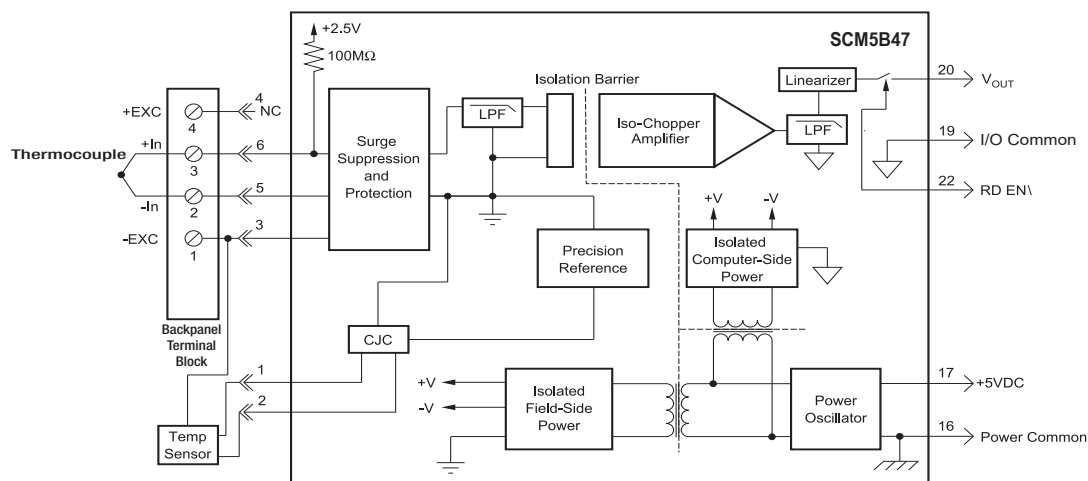 SCM5B47
+2.5V
100MΩ
+EXC
4
4
NC
Thermocouple
+In
3
6
-In
2
5
-EXC
1
3
Backpanel
Terminal
Block
Surge
Suppression
and
Protection
LPF
Isolation Barrier
Iso-Chopper
Amplifier
Linearizer
LPF
20
VOUT
19
I/O Common
22
RD EN\
Precision
Reference
+V
-V
Isolated
Computer-Side
Power
CJC
1
2
Temp
Sensor
+V
-V
Isolated
Field-Side
Power
Power
Oscillator
17
+5VDC
16
Power Common